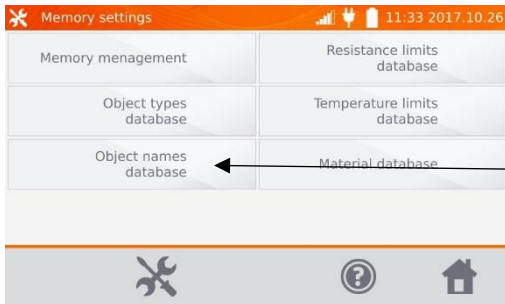 Memory settings
11:33 2017.10.26
Memory menagement
Resistance limits
database
Object types
database
Temperature limits
database
Object names
database
Material database